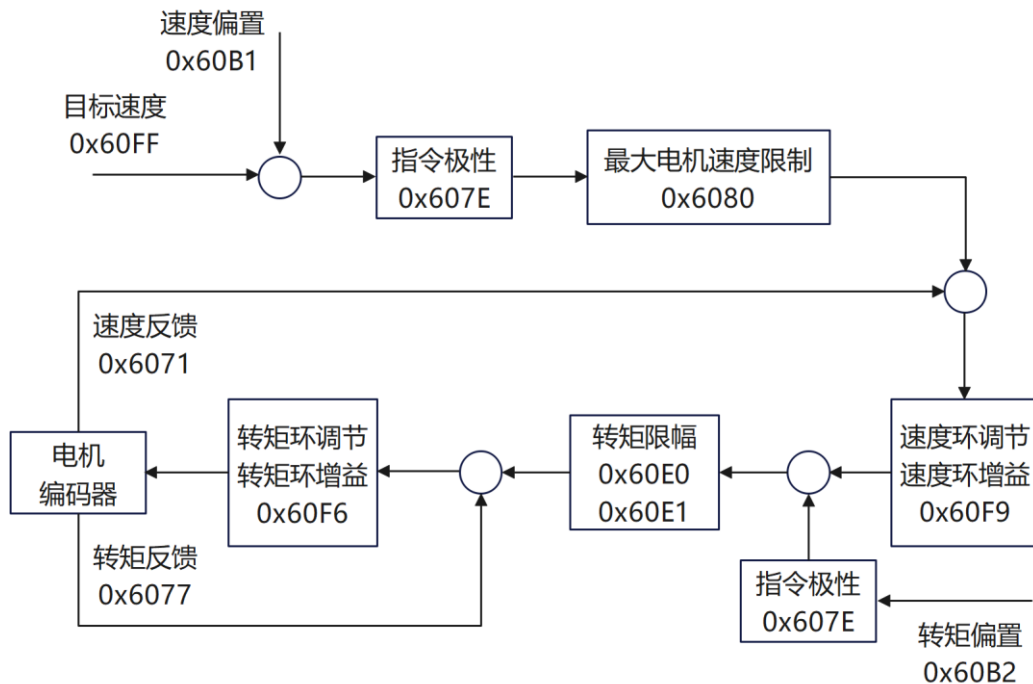 速度偏置
0x60B1
目标速度
0x60FF
指令极性
0x607E
最大电机速度限制
0x6080
速度反馈
0x6071
电机
编码器
转矩环调节
转矩环增益
0x60F6
转矩限幅
0x60E0
0x60E1
速度环调节
速度环增益
0x60F9
转矩反馈
0x6077
指令极性
0x607E
转矩偏置
0x60B2